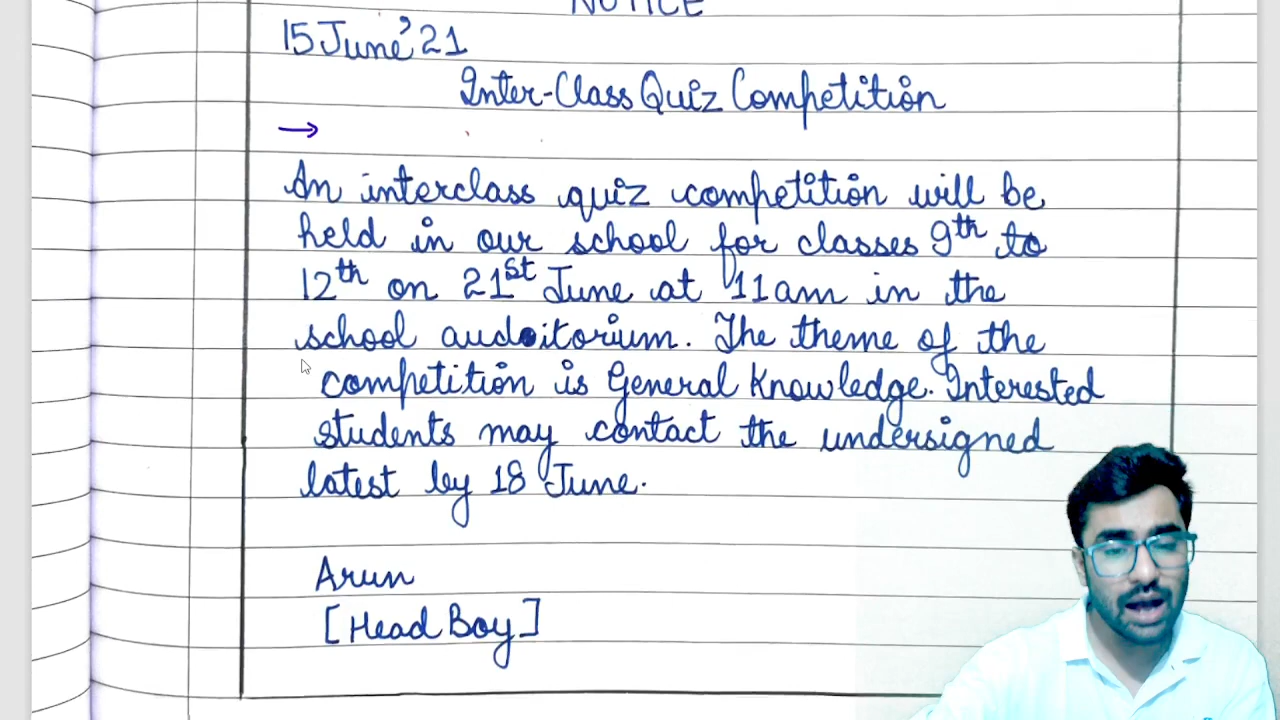 NOTICE
15 June' 21
Inter-Class Quiz Competition
→
An interclass quiz competition will be
held in our school for classes 9th to
12th on 21st June at 11am in the
school auditorium. The theme of the
competition is General Knowledge. Interested
students may contact the undersigned
latest by 18 June.
Arun
[Head Boy]